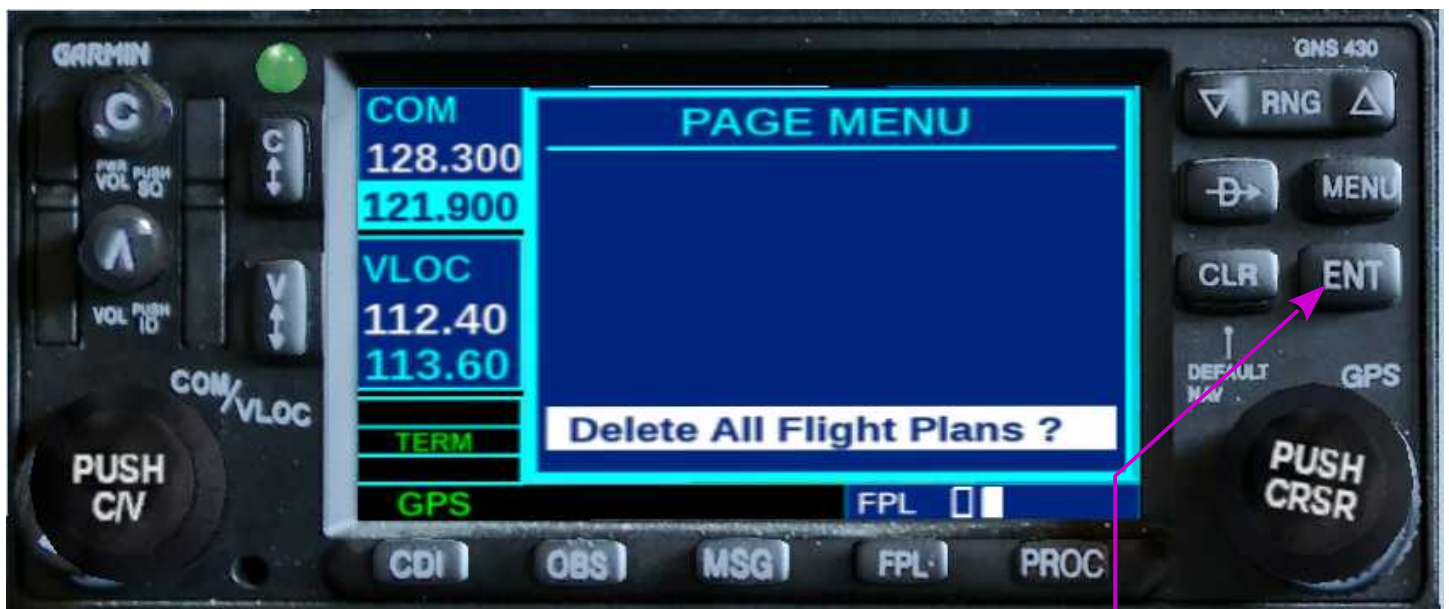 GARMIN
GNS 430
C
PWR
VOL
PUSH
SQ
C
V
VOL
PUSH
ID
V
COM/VLOC
PUSH
C/V
COM
128.300
121.900
VLOC
112.40
113.60
TERM
GPS
PAGE MENU
Delete All Flight Plans ?
FPL
RNG
D
MENU
CLR
ENT
DEFAULT
NAV
GPS
PUSH
CRSR
CDI
OBS
MSG
FPL
PROC